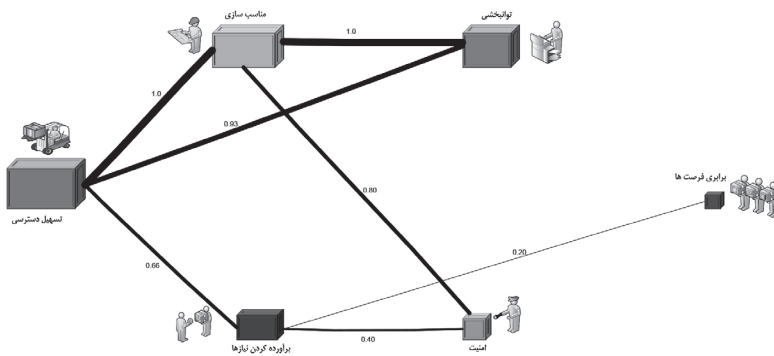 مناسب سازی
توانبخشی
1.0
1.0
0.93
تسهیل دسترسی
برابری فرصت ها
0.80
0.66
0.20
برآورده کردن نیازها
0.40
امنیت